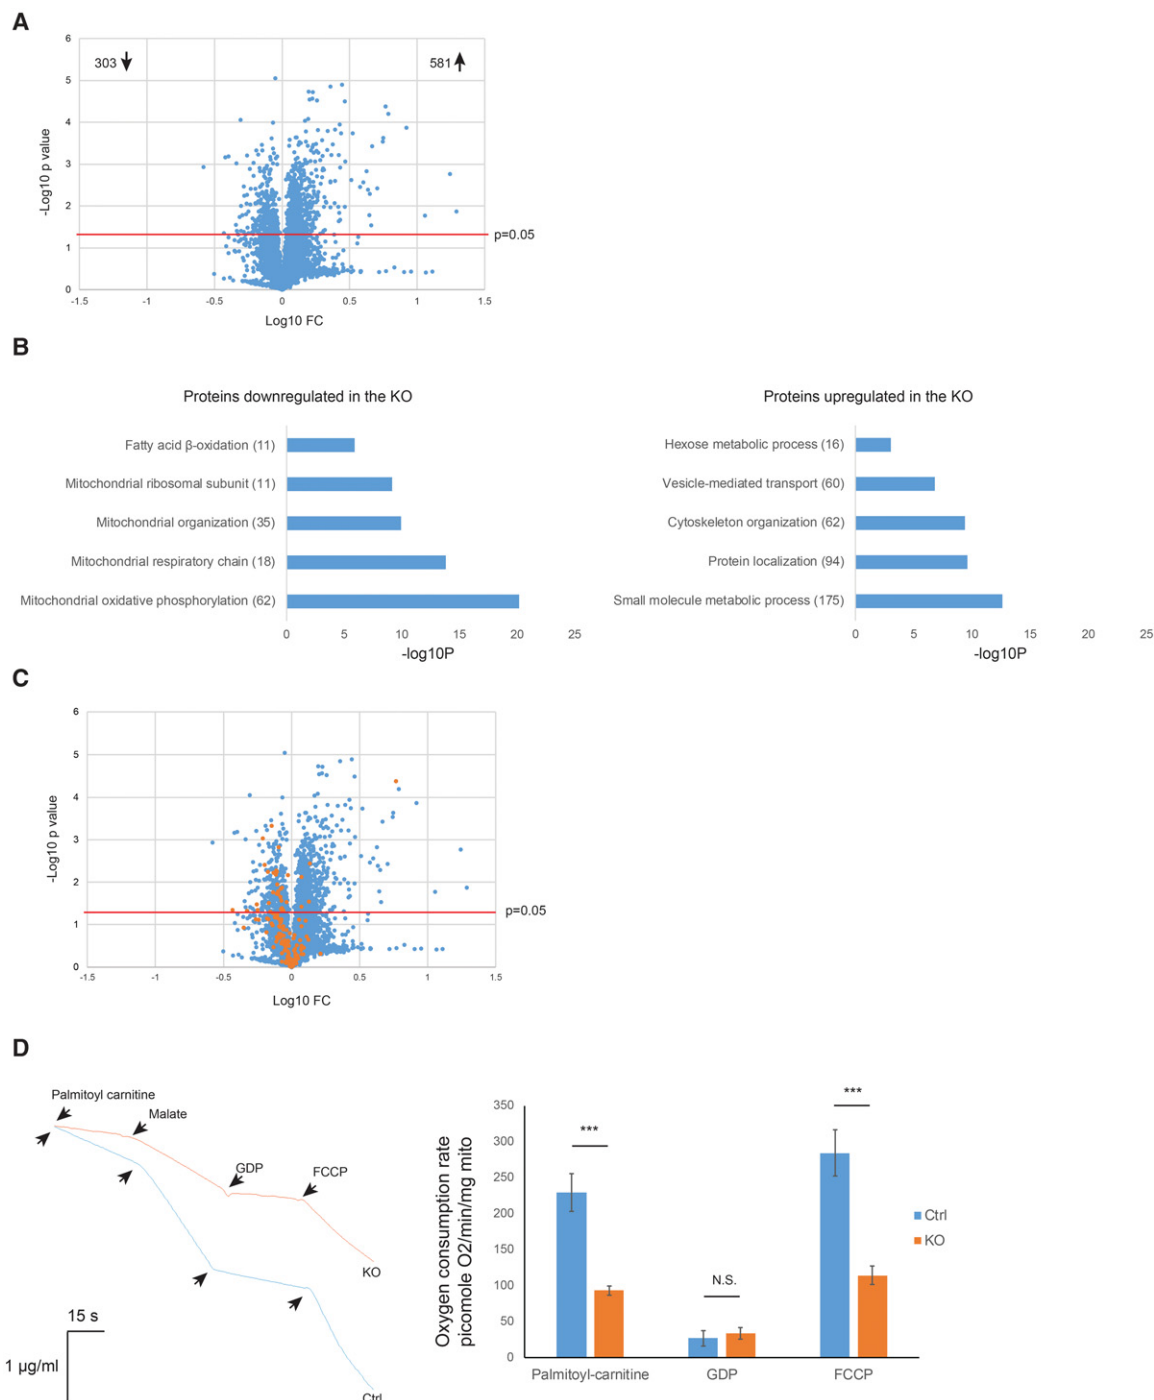 A
6
303
581
5
4
3
2
1
0
-Log10 p value
p=0.05
-1.5 -1 -0.5 0 0.5 1 1.5
Log10 FC
B
Proteins downregulated in the KO
Fatty acid β-oxidation (11)
Mitochondrial ribosomal subunit (11)
Mitochondrial organization (35)
Mitochondrial respiratory chain (18)
Mitochondrial oxidative phosphorylation (62)
0 5 10 15 20 25
-log10P
Proteins upregulated in the KO
Hexose metabolic process (16)
Vesicle-mediated transport (60)
Cytoskeleton organization (62)
Protein localization (94)
Small molecule metabolic process (175)
0 5 10 15 20 25
-log10P
C
6
5
4
3
2
1
0
-Log10 p value
p=0.05
-1.5 -1 -0.5 0 0.5 1 1.5
Log10 FC
D
Palmitoyl carnitine
Malate
GDP
FCCP
KO
15 s
1 µg/ml
Ctrl
Oxygen consumption rate
picomole O2/min/mg mito
350
300
250
200
150
100
50
0
***
N.S.
***
Ctrl
KO
Palmitoyl-carnitine GDP FCCP